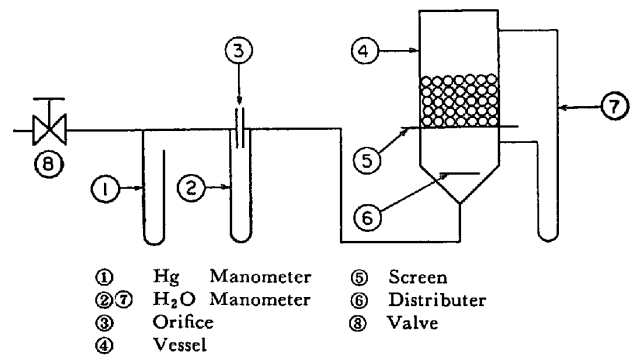 ③
④
⑦
⑧
①
②
⑤
⑥
① Hg Manometer
②⑦ H₂O Manometer
③ Orifice
④ Vessel
⑤ Screen
⑥ Distributer
⑧ Valve